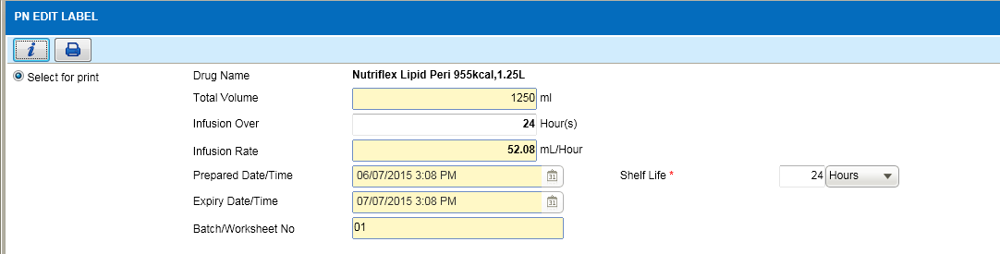 PN EDIT LABEL
i
Select for print Drug Name Nutriflex Lipid Peri 955kcal,1.25L
Total Volume 1250 ml
Infusion Over 24 Hour(s)
Infusion Rate 52.08 mL/Hour
Prepared Date/Time 06/07/2015 3:08 PM 31 Shelf Life * 24 Hours
Expiry Date/Time 07/07/2015 3:08 PM 31
Batch/Worksheet No 01